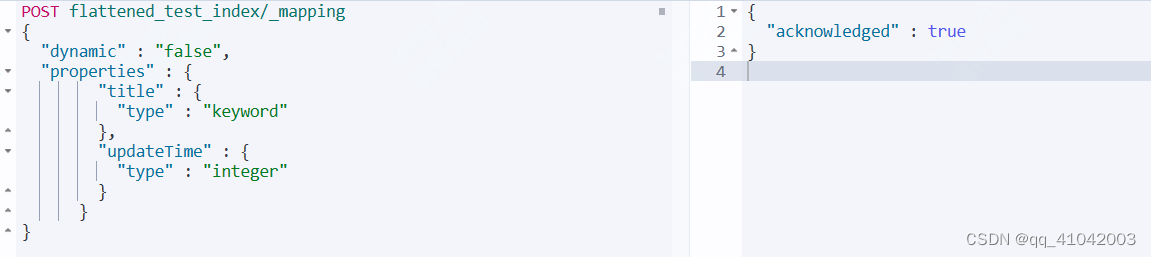 POST flattened_test_index/_mapping
{
  "dynamic" : "false",
  "properties" : {
        "title" : {
          "type" : "keyword"
        },
        "updateTime" : {
          "type" : "integer"
        }
      }
}
1 {
2   "acknowledged" : true
3 }
4
CSDN @qq_41042003